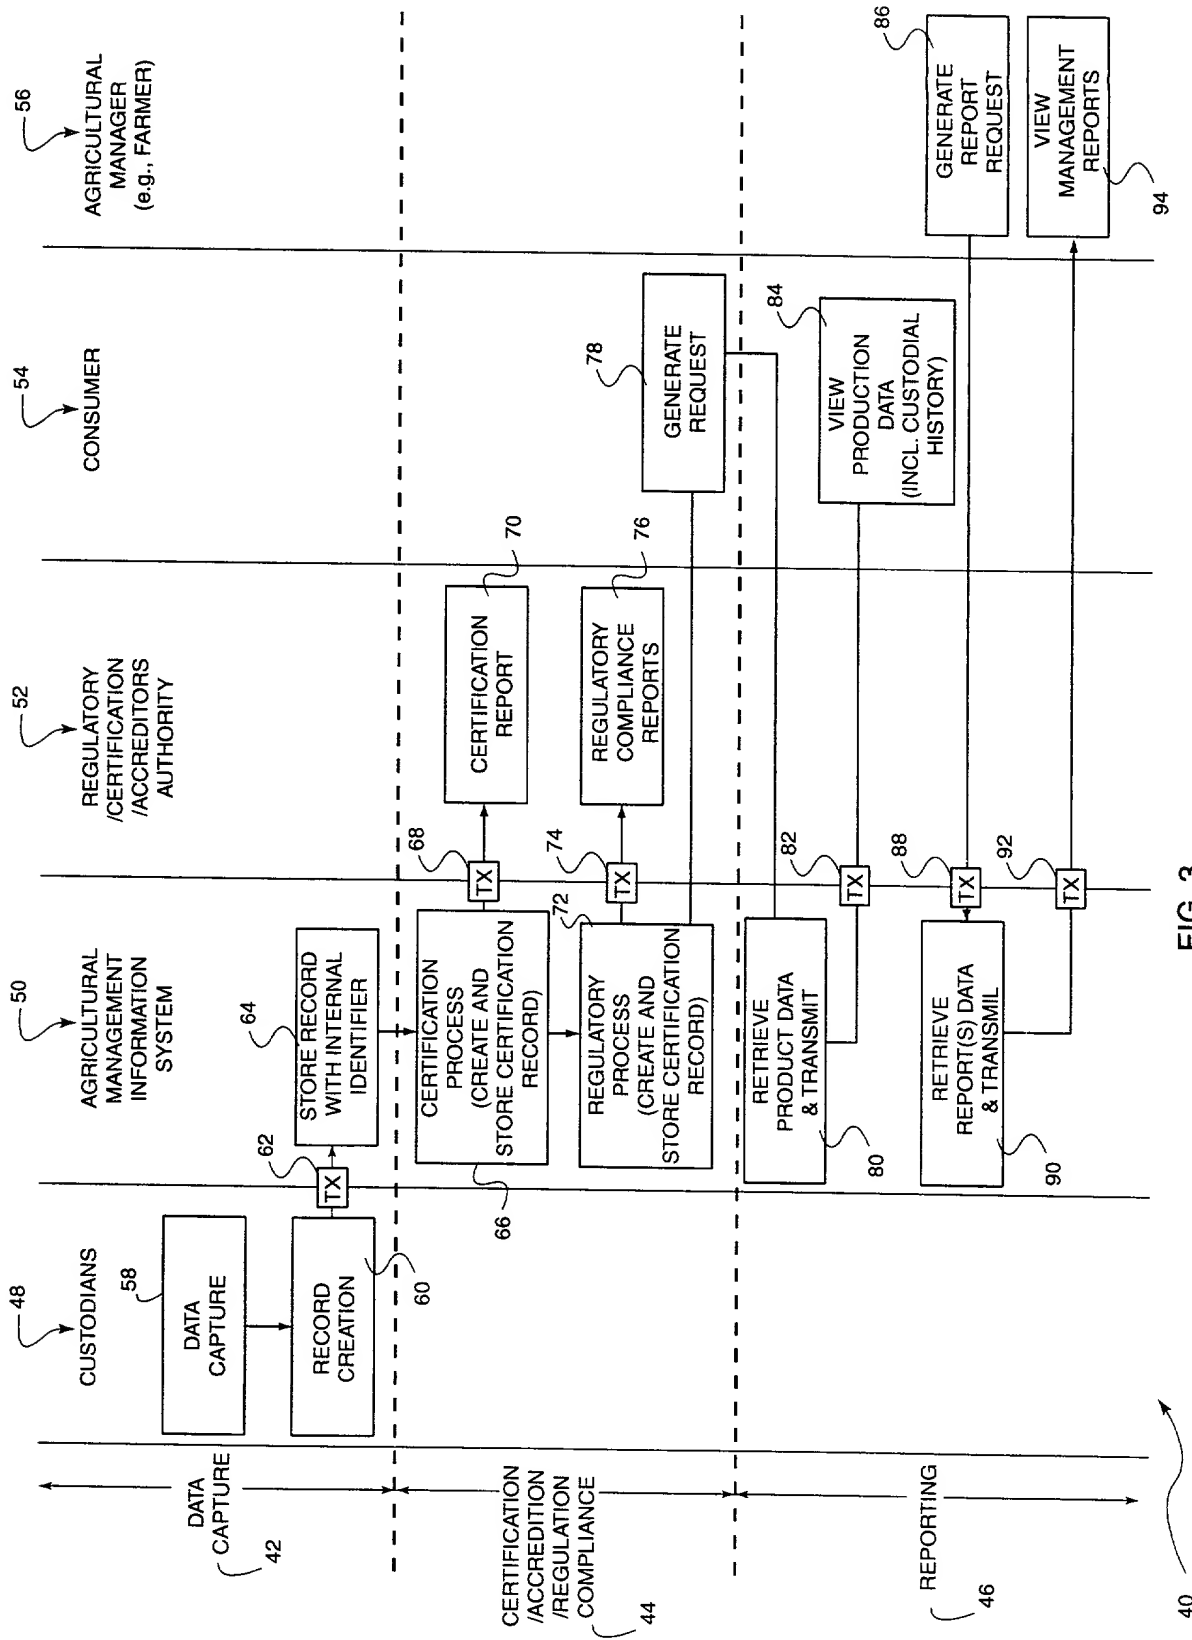 48
CUSTODIANS
50
AGRICULTURAL
MANAGEMENT
INFORMATION
SYSTEM
52
REGULATORY
/CERTIFICATION
/ACCREDITORS
AUTHORITY
54
CONSUMER
56
AGRICULTURAL
MANAGER
(e.g., FARMER)
DATA
CAPTURE
42
58
DATA
CAPTURE
RECORD
CREATION
60
62
TX
64
STORE RECORD
WITH INTERNAL
IDENTIFIER
CERTIFICATION
/ACCREDITION
/REGULATION
COMPLIANCE
44
66
CERTIFICATION
PROCESS
(CREATE AND
STORE CERTIFICATION
RECORD)
68
TX
70
CERTIFICATION
REPORT
72
REGULATORY
PROCESS
(CREATE AND
STORE CERTIFICATION
RECORD)
74
TX
76
REGULATORY
COMPLIANCE
REPORTS
78
GENERATE
REQUEST
REPORTING
46
80
RETRIEVE
PRODUCT DATA
& TRANSMIT
82
TX
84
VIEW
PRODUCTION
DATA
(INCL. CUSTODIAL
HISTORY)
86
GENERATE
REPORT
REQUEST
88
TX
90
RETRIEVE
REPORT(S) DATA
& TRANSMIL
92
TX
VIEW
MANAGEMENT
REPORTS
94
40
FIG. 3